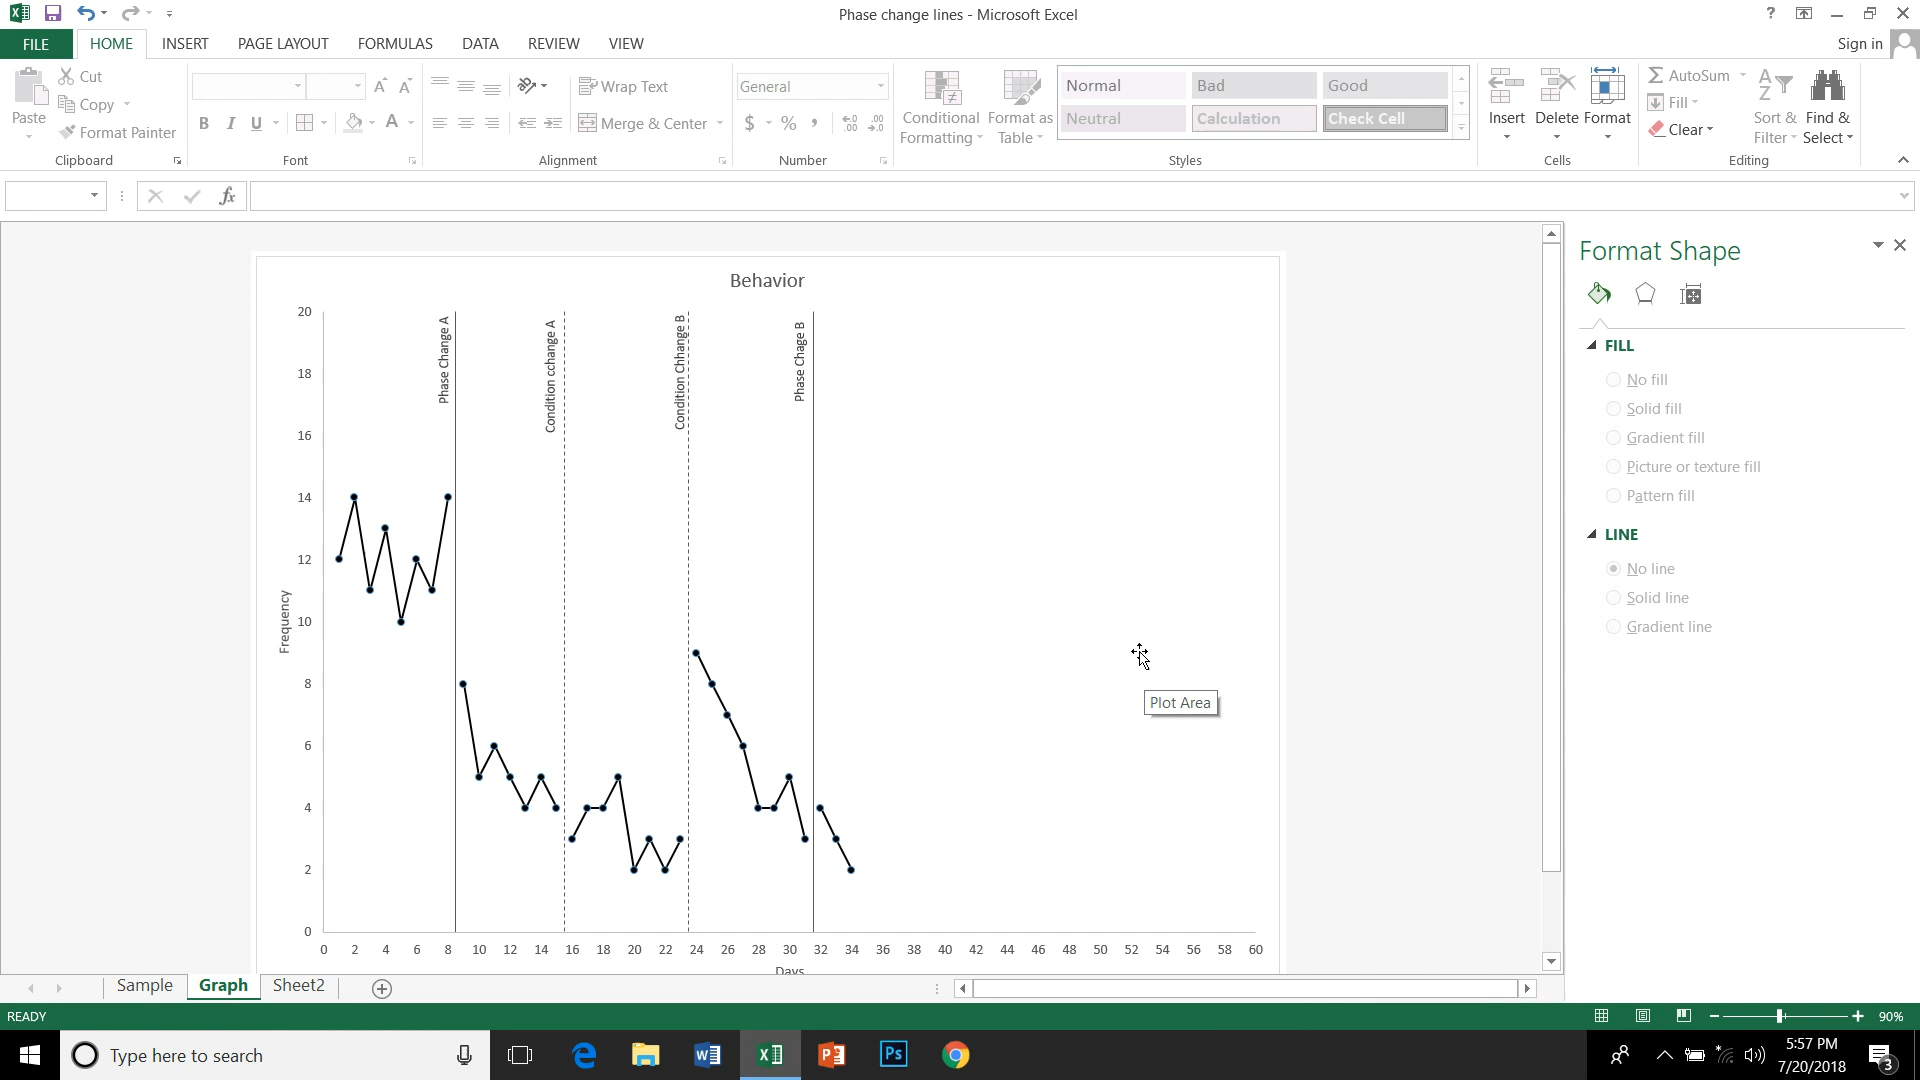 Phase change lines - Microsoft Excel
?
FILE HOME INSERT PAGE LAYOUT FORMULAS DATA REVIEW VIEW
Sign in
Paste
Cut
Copy
Format Painter
Clipboard
B I U A
Font
Wrap Text
Merge & Center
Alignment
General
$ % ,
Number
Conditional Formatting
Format as Table
Normal Bad Good
Neutral Calculation Check Cell
Styles
Insert Delete Format
Cells
AutoSum
Fill
Clear
Sort & Filter
Find & Select
Editing
fx
Behavior
Frequency
20
18
16
14
12
10
8
6
4
2
0
Phase Change A
Condition cchange A
Condition Chhange B
Phase Chage B
Plot Area
0 2 4 6 8 10 12 14 16 18 20 22 24 26 28 30 32 34 36 38 40 42 44 46 48 50 52 54 56 58 60
Days
Format Shape
FILL
No fill
Solid fill
Gradient fill
Picture or texture fill
Pattern fill
LINE
No line
Solid line
Gradient line
Sample Graph Sheet2
READY
90%
Type here to search
5:57 PM
7/20/2018
3